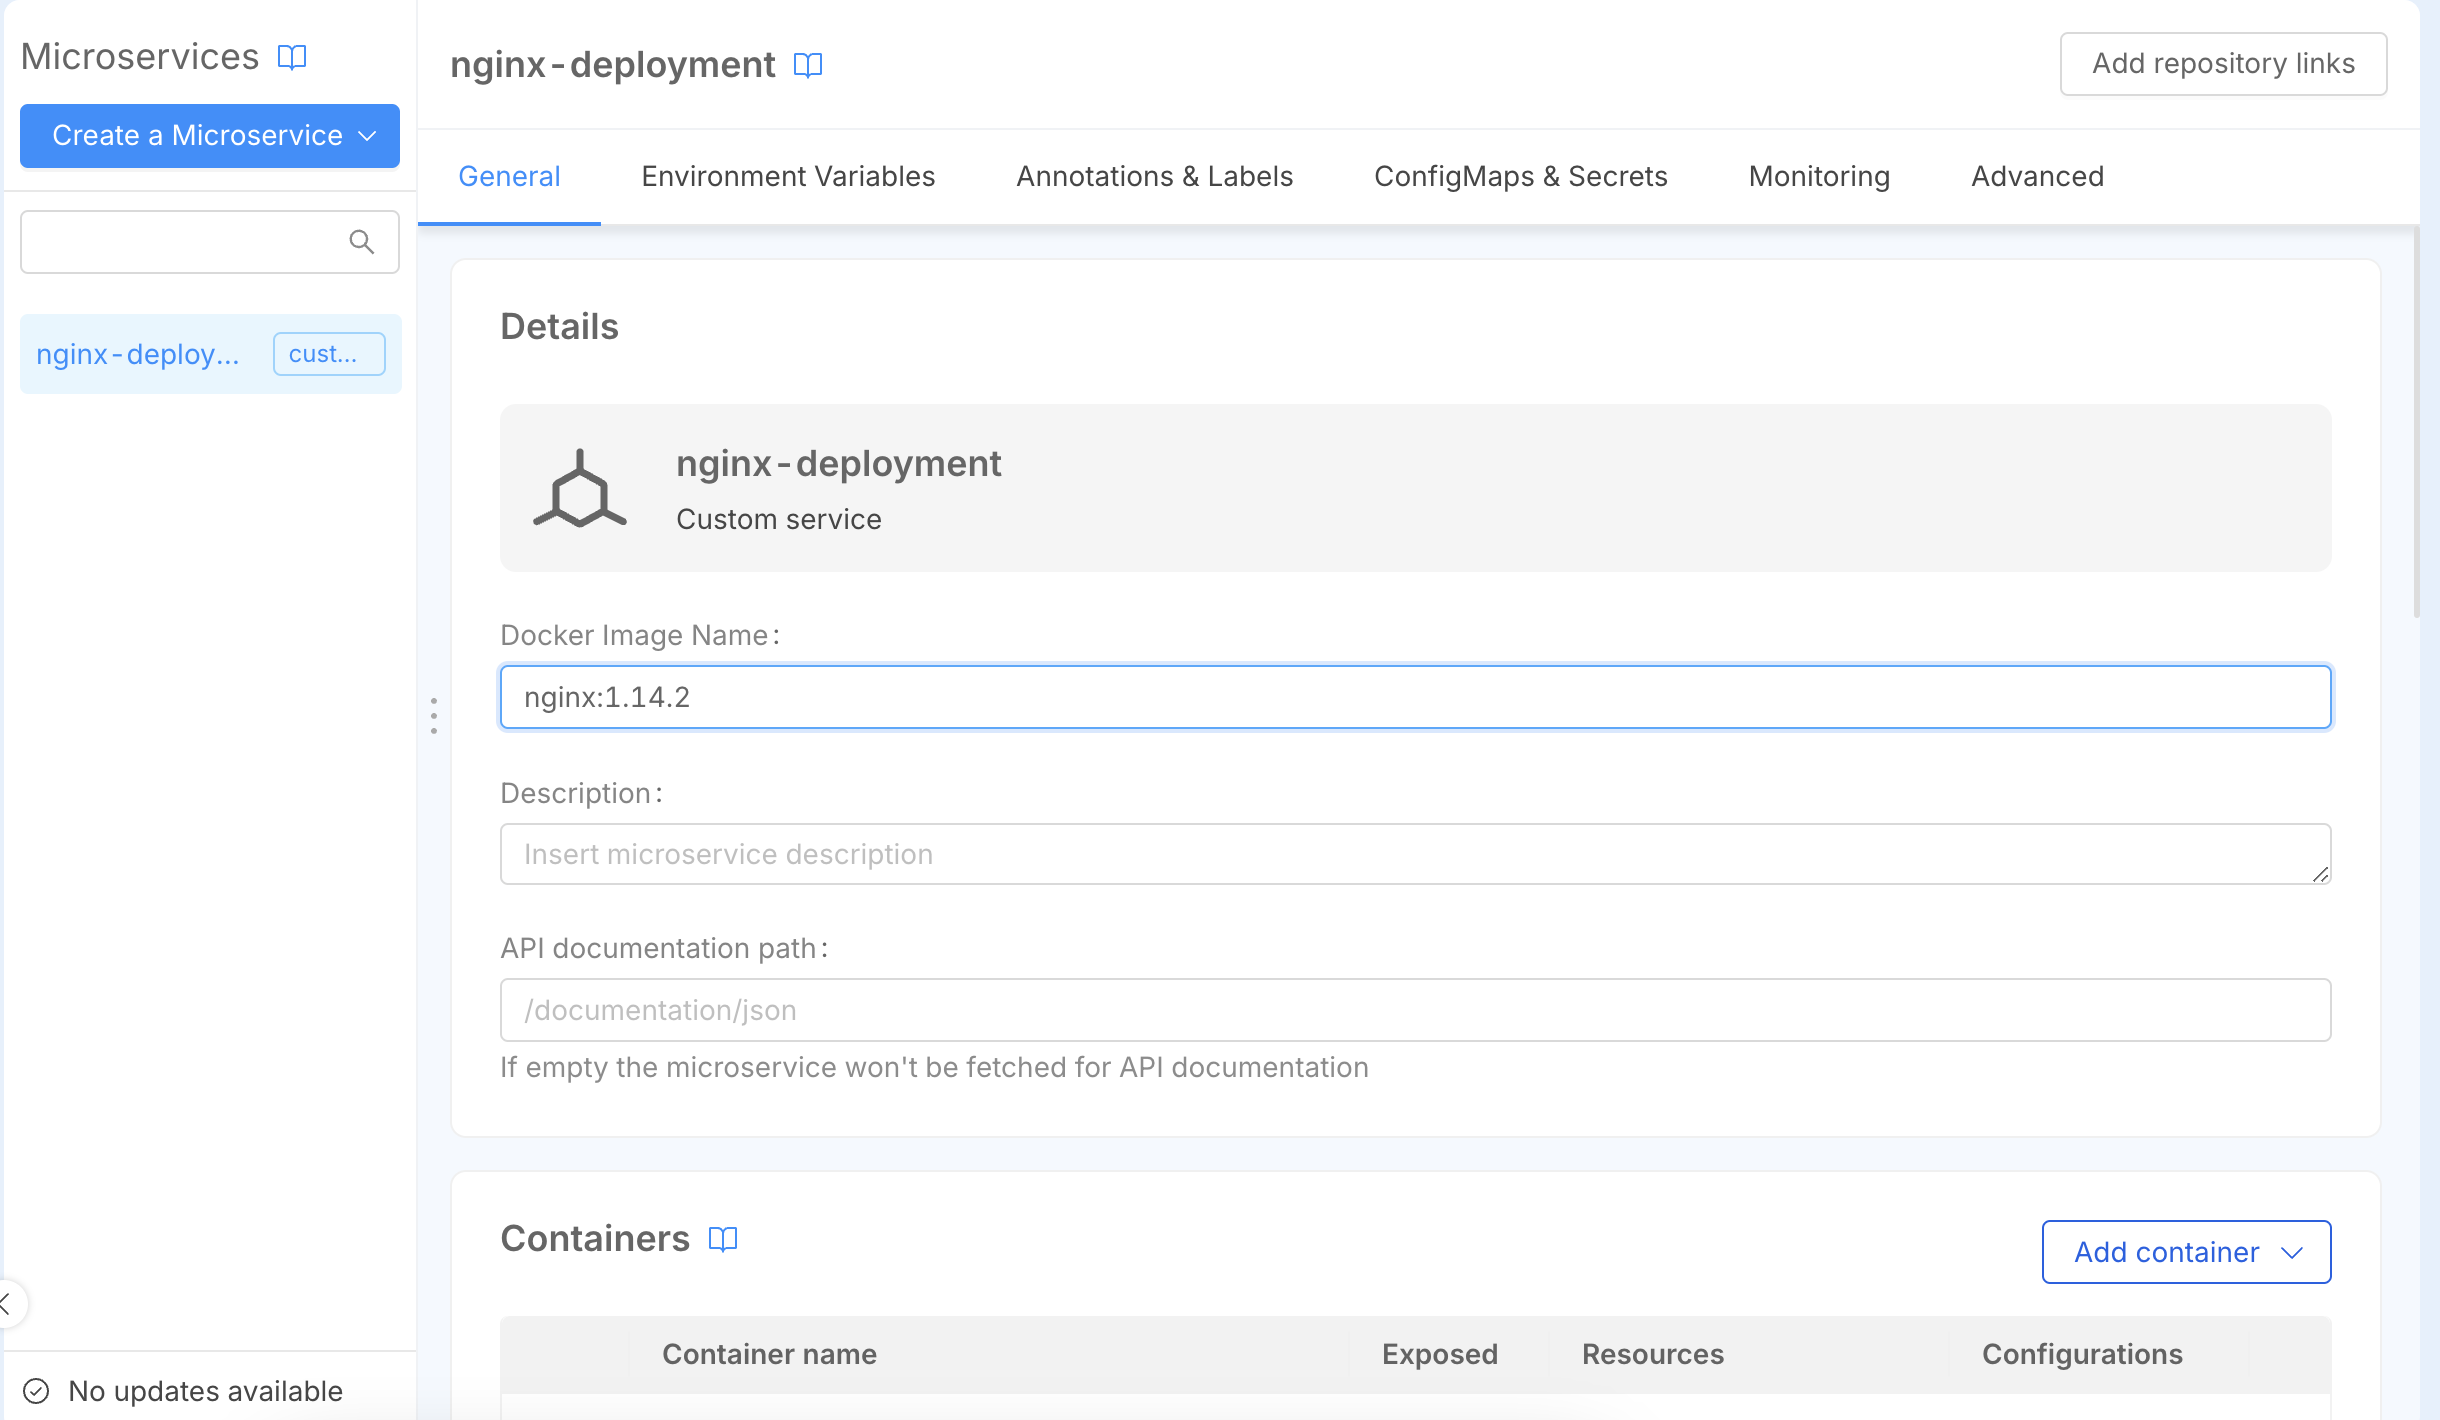 Microservices
Create a Microservice
nginx-deploy...
cust...
No updates available
nginx-deployment
Add repository links
General
Environment Variables
Annotations & Labels
ConfigMaps & Secrets
Monitoring
Advanced
Details
nginx-deployment
Custom service
Docker Image Name:
nginx:1.14.2
Description:
Insert microservice description
API documentation path:
/documentation/json
If empty the microservice won't be fetched for API documentation
Containers
Add container
Container name
Exposed
Resources
Configurations